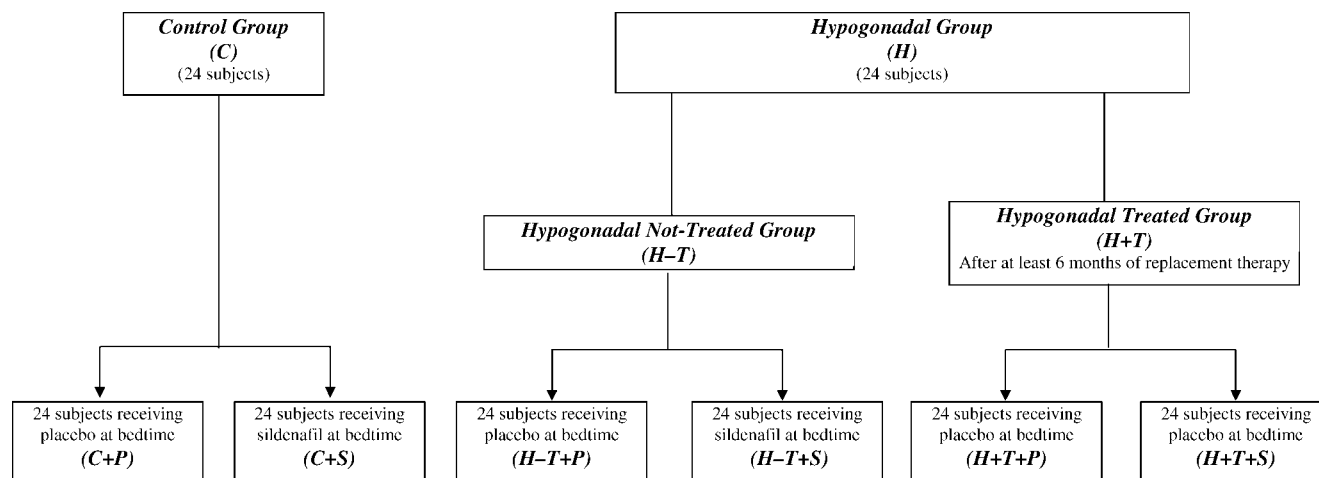 Control Group
(C)
(24 subjects)
Hypogonadal Group
(H)
(24 subjects)
Hypogonadal Not-Treated Group
(H–T)
Hypogonadal Treated Group
(H+T)
After at least 6 months of replacement therapy
24 subjects receiving
placebo at bedtime
(C+P)
24 subjects receiving
sildenafil at bedtime
(C+S)
24 subjects receiving
placebo at bedtime
(H–T+P)
24 subjects receiving
sildenafil at bedtime
(H–T+S)
24 subjects receiving
placebo at bedtime
(H+T+P)
24 subjects receiving
placebo at bedtime
(H+T+S)